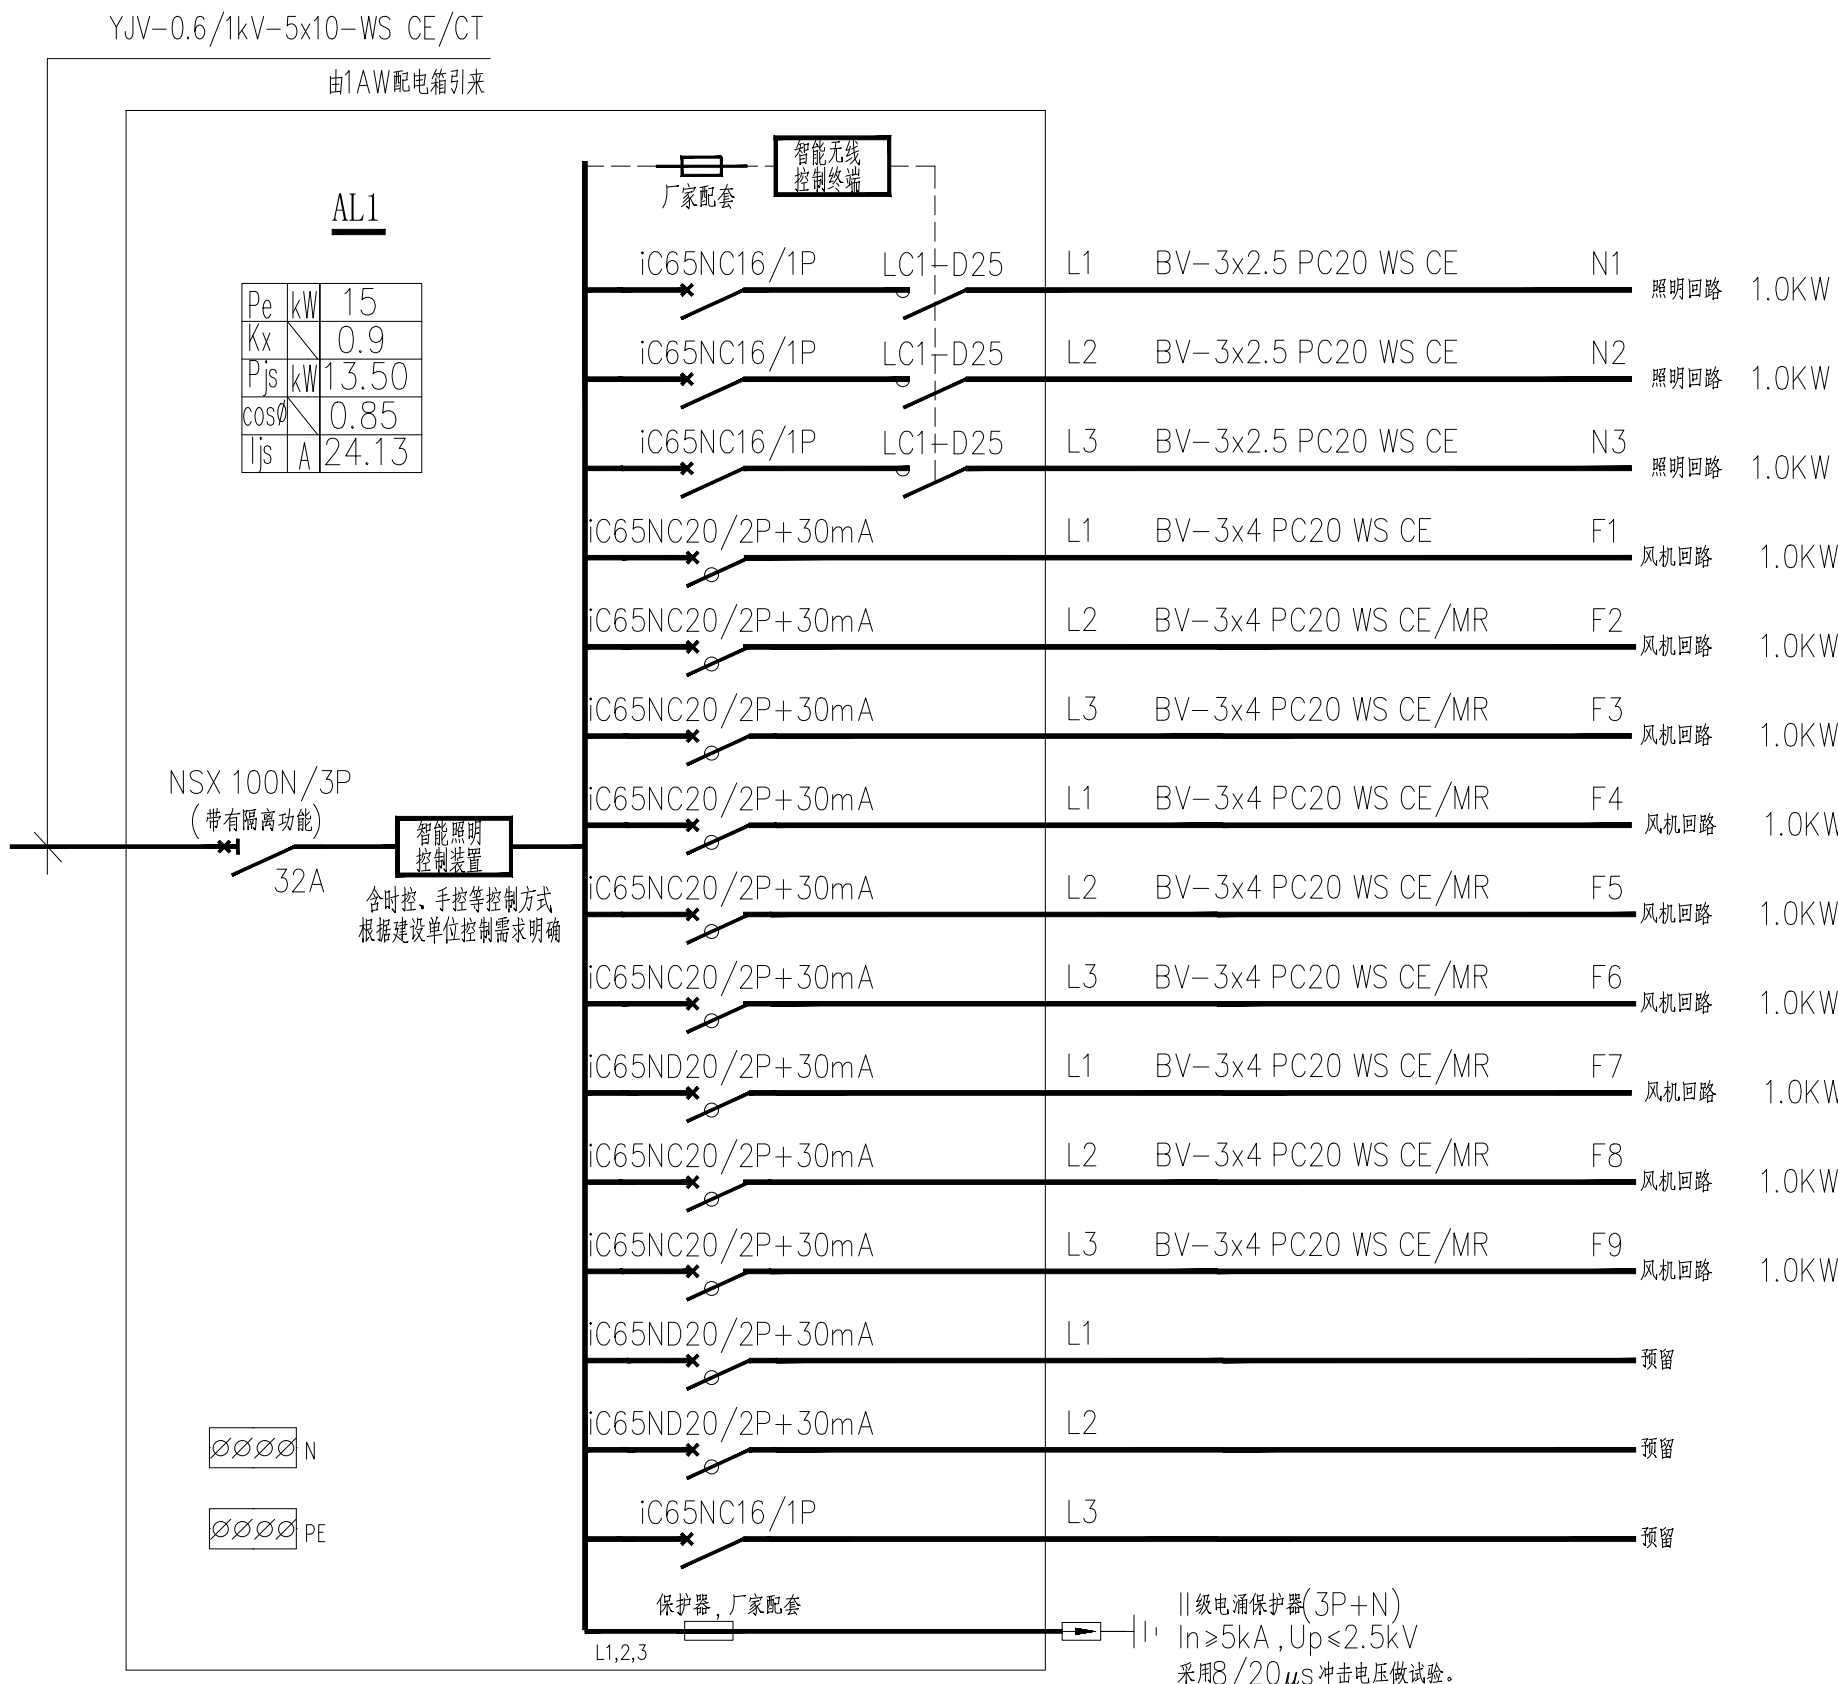 YJV-0.6/1kV-5x10-WS CE/CT
由1AW配电箱引来
AL1
Pe kW 15
Kx 0.9
Pjs kW 13.50
cosø 0.85
Ijs A 24.13
智能无线
控制终端
厂家配套
iC65NC16/1P LC1-D25 L1 BV-3x2.5 PC20 WS CE N1 照明回路 1.0KW
iC65NC16/1P LC1-D25 L2 BV-3x2.5 PC20 WS CE N2 照明回路 1.0KW
iC65NC16/1P LC1-D25 L3 BV-3x2.5 PC20 WS CE N3 照明回路 1.0KW
iC65NC20/2P+30mA L1 BV-3x4 PC20 WS CE F1 风机回路 1.0KW
iC65NC20/2P+30mA L2 BV-3x4 PC20 WS CE/MR F2 风机回路 1.0KW
iC65NC20/2P+30mA L3 BV-3x4 PC20 WS CE/MR F3 风机回路 1.0KW
iC65NC20/2P+30mA L1 BV-3x4 PC20 WS CE/MR F4 风机回路 1.0KW
iC65NC20/2P+30mA L2 BV-3x4 PC20 WS CE/MR F5 风机回路 1.0KW
iC65NC20/2P+30mA L3 BV-3x4 PC20 WS CE/MR F6 风机回路 1.0KW
iC65ND20/2P+30mA L1 BV-3x4 PC20 WS CE/MR F7 风机回路 1.0KW
iC65NC20/2P+30mA L2 BV-3x4 PC20 WS CE/MR F8 风机回路 1.0KW
iC65NC20/2P+30mA L3 BV-3x4 PC20 WS CE/MR F9 风机回路 1.0KW
iC65ND20/2P+30mA L1 预留
iC65ND20/2P+30mA L2 预留
iC65NC16/1P L3 预留
NSX 100N/3P
(带有隔离功能)
32A
智能照明
控制装置
含时控、手控等控制方式
根据建设单位控制需求明确
N
PE
保护器,厂家配套
L1,2,3
II级电涌保护器(3P+N)
In≥5kA,Up≤2.5kV
采用8/20μs冲击电压做试验。